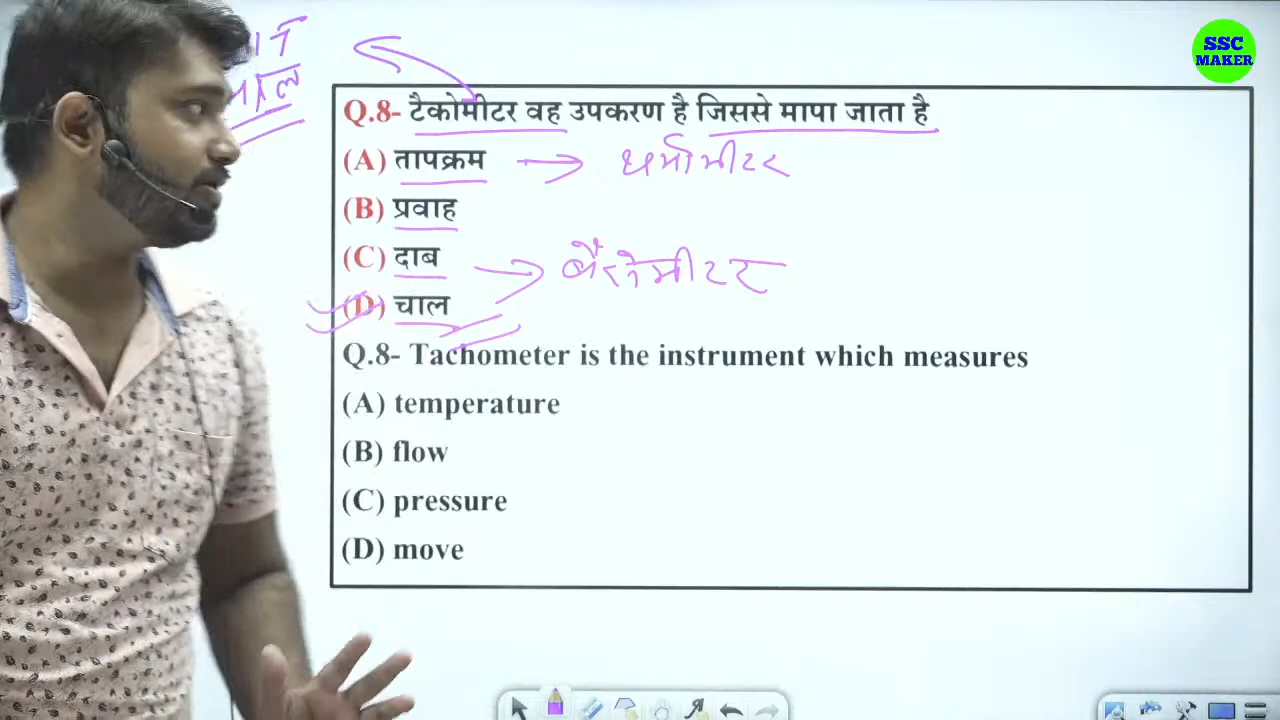 SSC
MAKER
Q.8- टैकोमीटर वह उपकरण है जिससे मापा जाता है
(A) तापक्रम → थर्मामीटर
(B) प्रवाह
(C) दाब → बैरोमीटर
(D) चाल
Q.8- Tachometer is the instrument which measures
(A) temperature
(B) flow
(C) pressure
(D) move